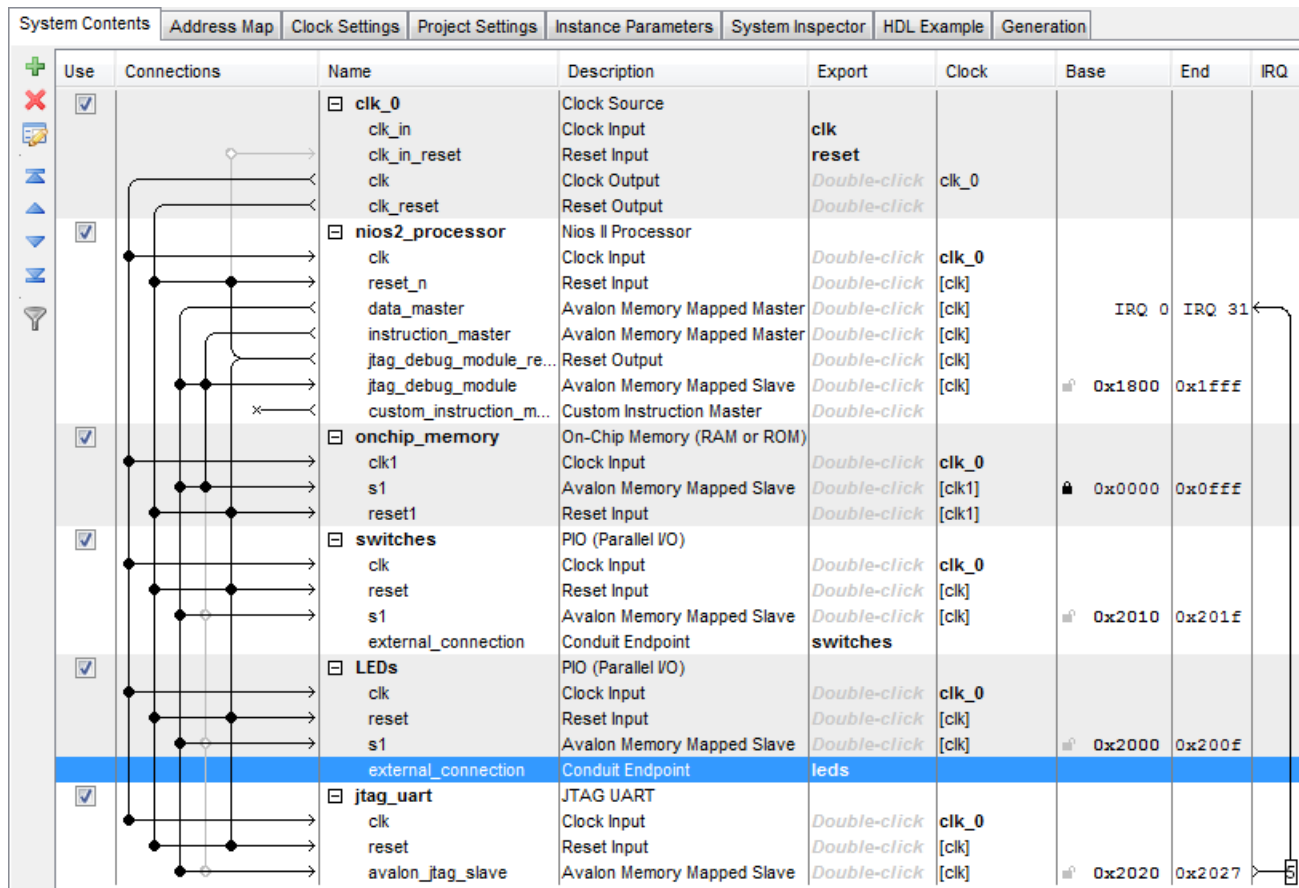 System Contents Address Map Clock Settings Project Settings Instance Parameters System Inspector HDL Example Generation
Use Connections Name Description Export Clock Base End IRQ
clk_0 Clock Source
clk_in Clock Input clk
clk_in_reset Reset Input reset
clk Clock Output Double-click clk_0
clk_reset Reset Output Double-click
nios2_processor Nios II Processor
clk Clock Input Double-click clk_0
reset_n Reset Input Double-click [clk]
data_master Avalon Memory Mapped Master Double-click [clk] IRQ 0 IRQ 31
instruction_master Avalon Memory Mapped Master Double-click [clk]
jtag_debug_module_re... Reset Output Double-click [clk]
jtag_debug_module Avalon Memory Mapped Slave Double-click [clk] 0x1800 0x1fff
custom_instruction_m... Custom Instruction Master Double-click
onchip_memory On-Chip Memory (RAM or ROM)
clk1 Clock Input Double-click clk_0
s1 Avalon Memory Mapped Slave Double-click [clk1] 0x0000 0x0fff
reset1 Reset Input Double-click [clk1]
switches PIO (Parallel I/O)
clk Clock Input Double-click clk_0
reset Reset Input Double-click [clk]
s1 Avalon Memory Mapped Slave Double-click [clk] 0x2010 0x201f
external_connection Conduit Endpoint switches
LEDs PIO (Parallel I/O)
clk Clock Input Double-click clk_0
reset Reset Input Double-click [clk]
s1 Avalon Memory Mapped Slave Double-click [clk] 0x2000 0x200f
external_connection Conduit Endpoint leds
jtag_uart JTAG UART
clk Clock Input Double-click clk_0
reset Reset Input Double-click [clk]
avalon_jtag_slave Avalon Memory Mapped Slave Double-click [clk] 0x2020 0x2027 5